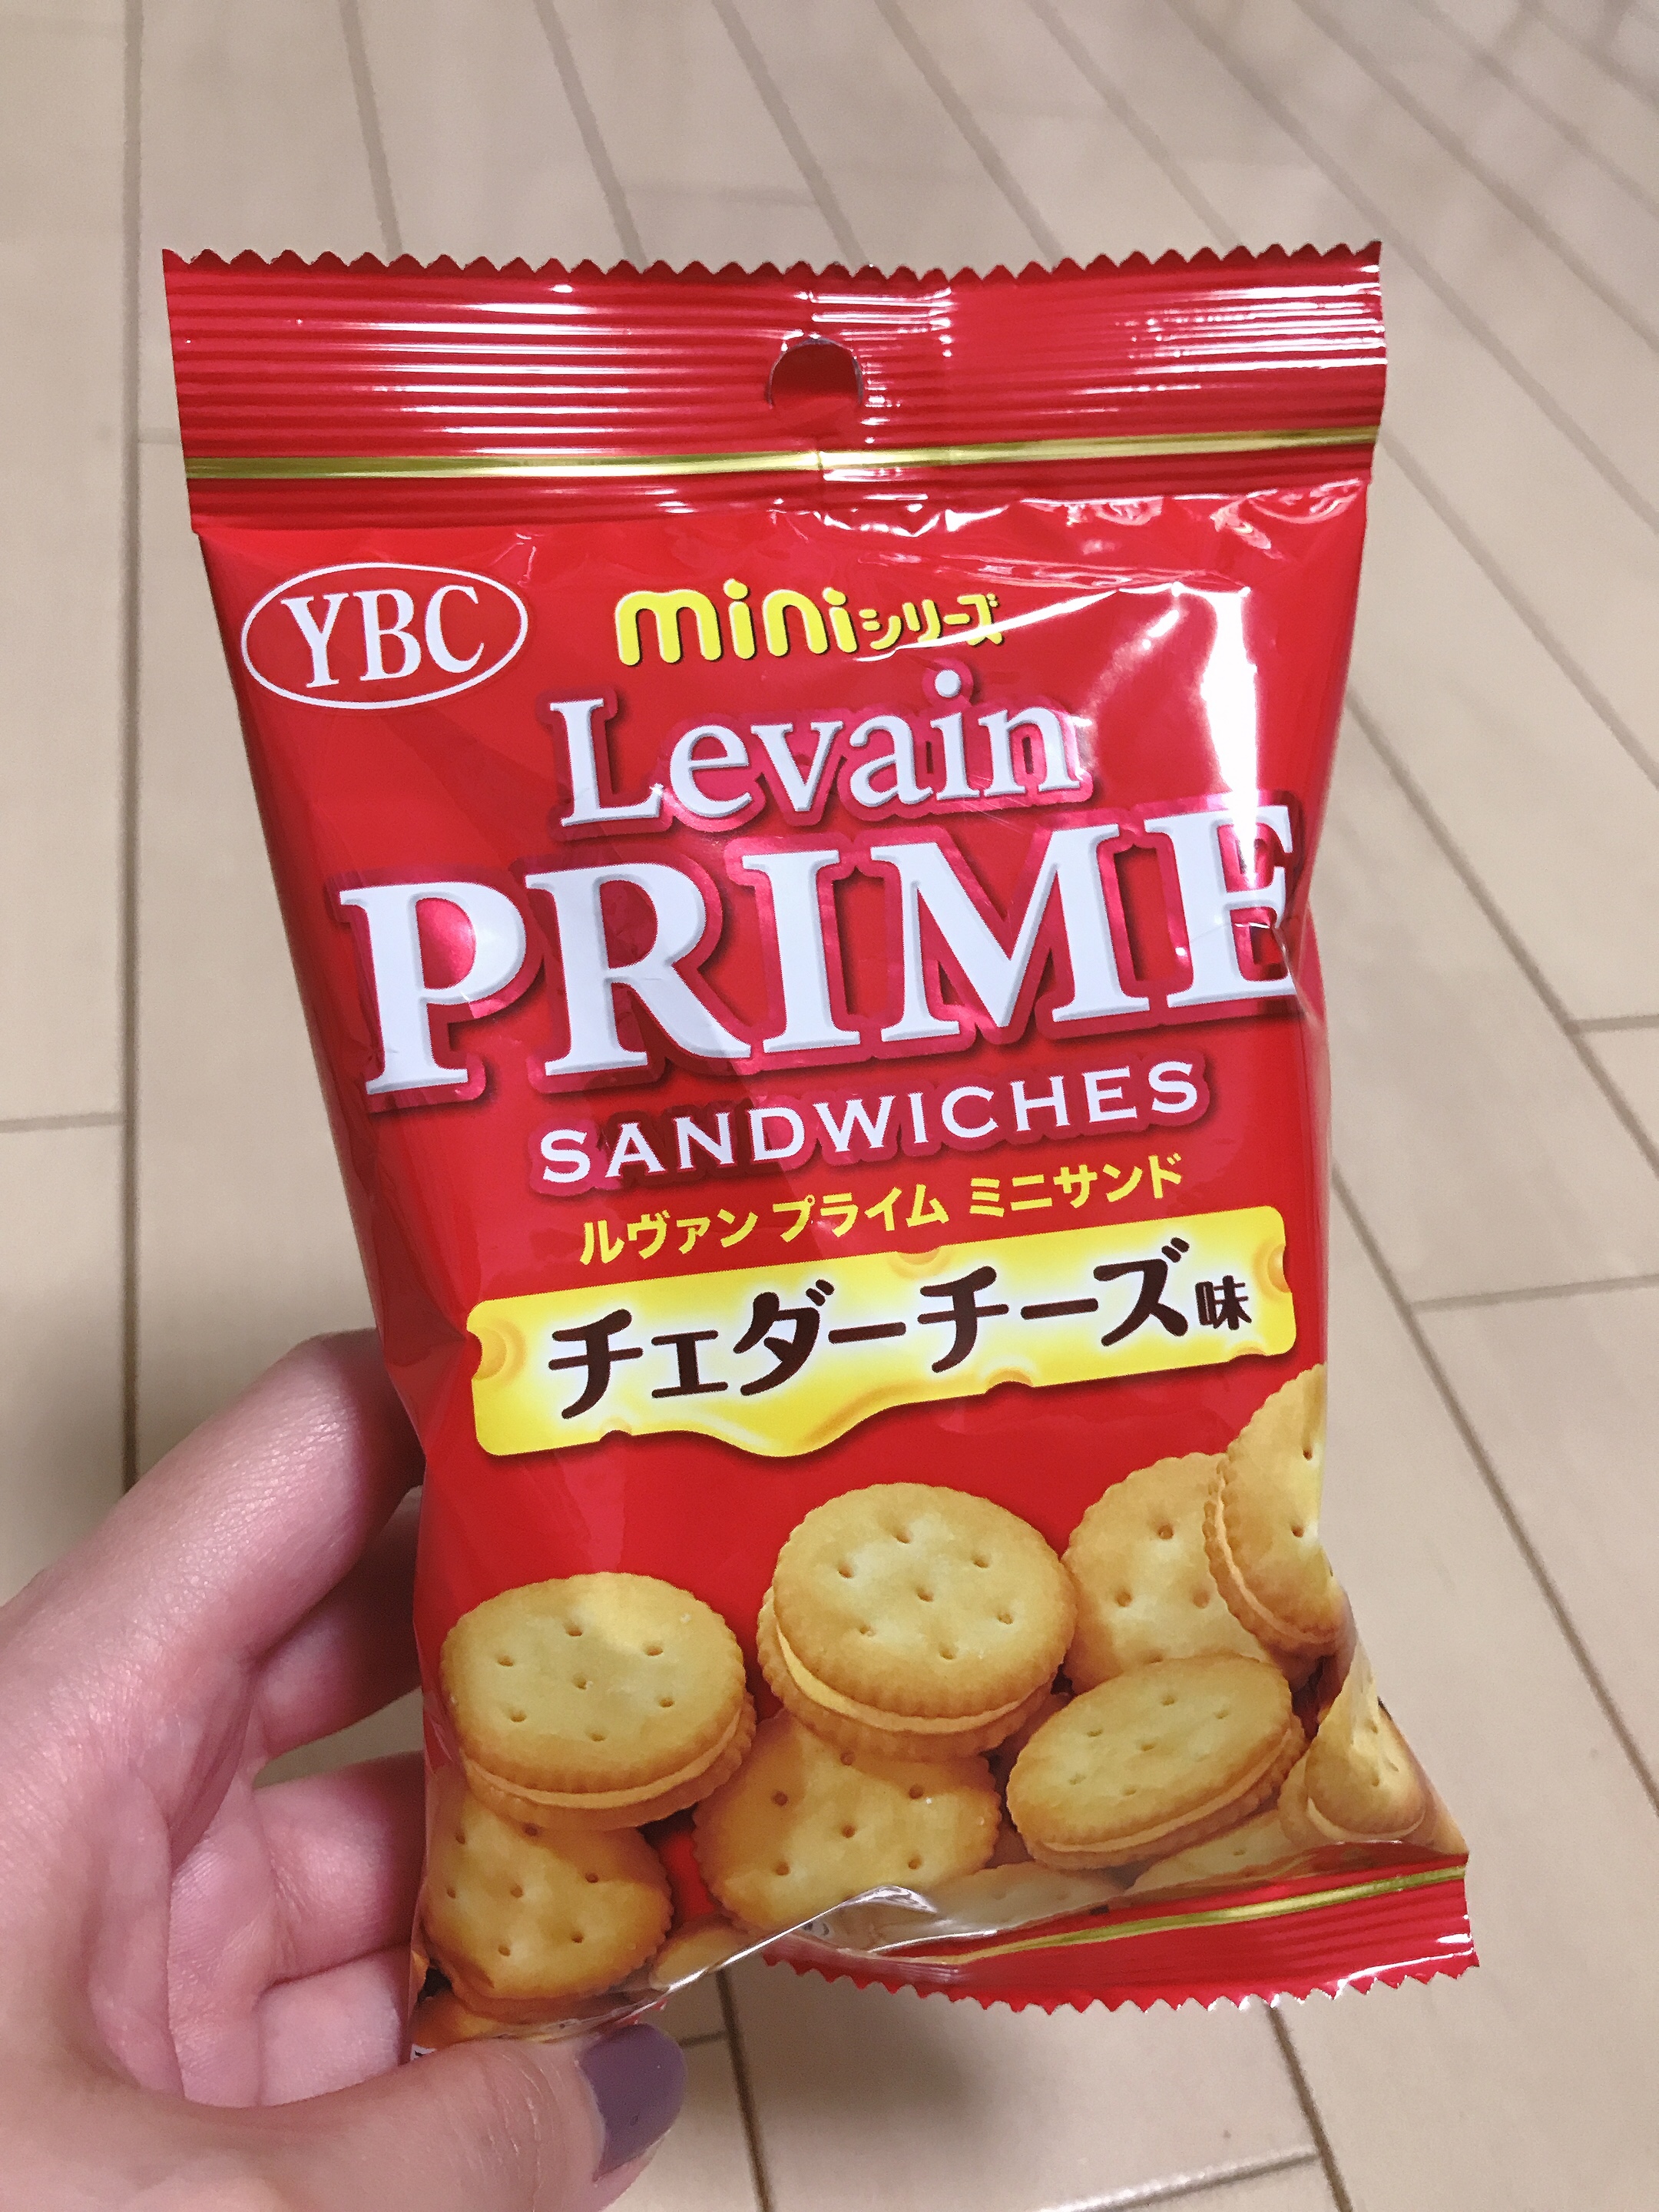 YBC
miniシリーズ
Levain
PRIME
SANDWICHES
ルヴァン プライム ミニサンド
チェダーチーズ味